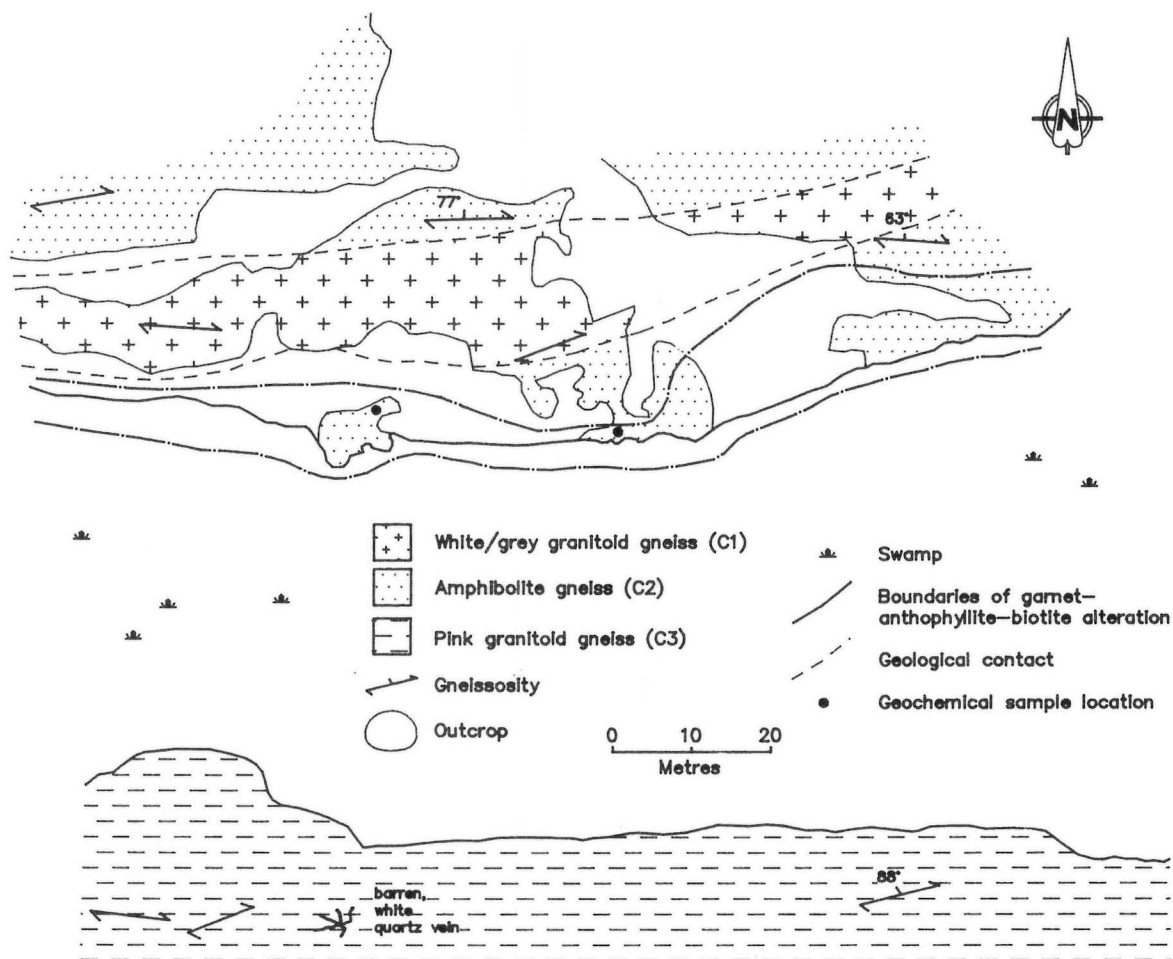 N
77°
63°
White/grey granitoid gneiss (C1)
Amphibolite gneiss (C2)
Pink granitoid gneiss (C3)
Gneissosity
Outcrop
Swamp
Boundaries of garnet-
anthophyllite-biotite alteration
Geological contact
Geochemical sample location
0 10 20
Metres
barren,
white
quartz vein
88°